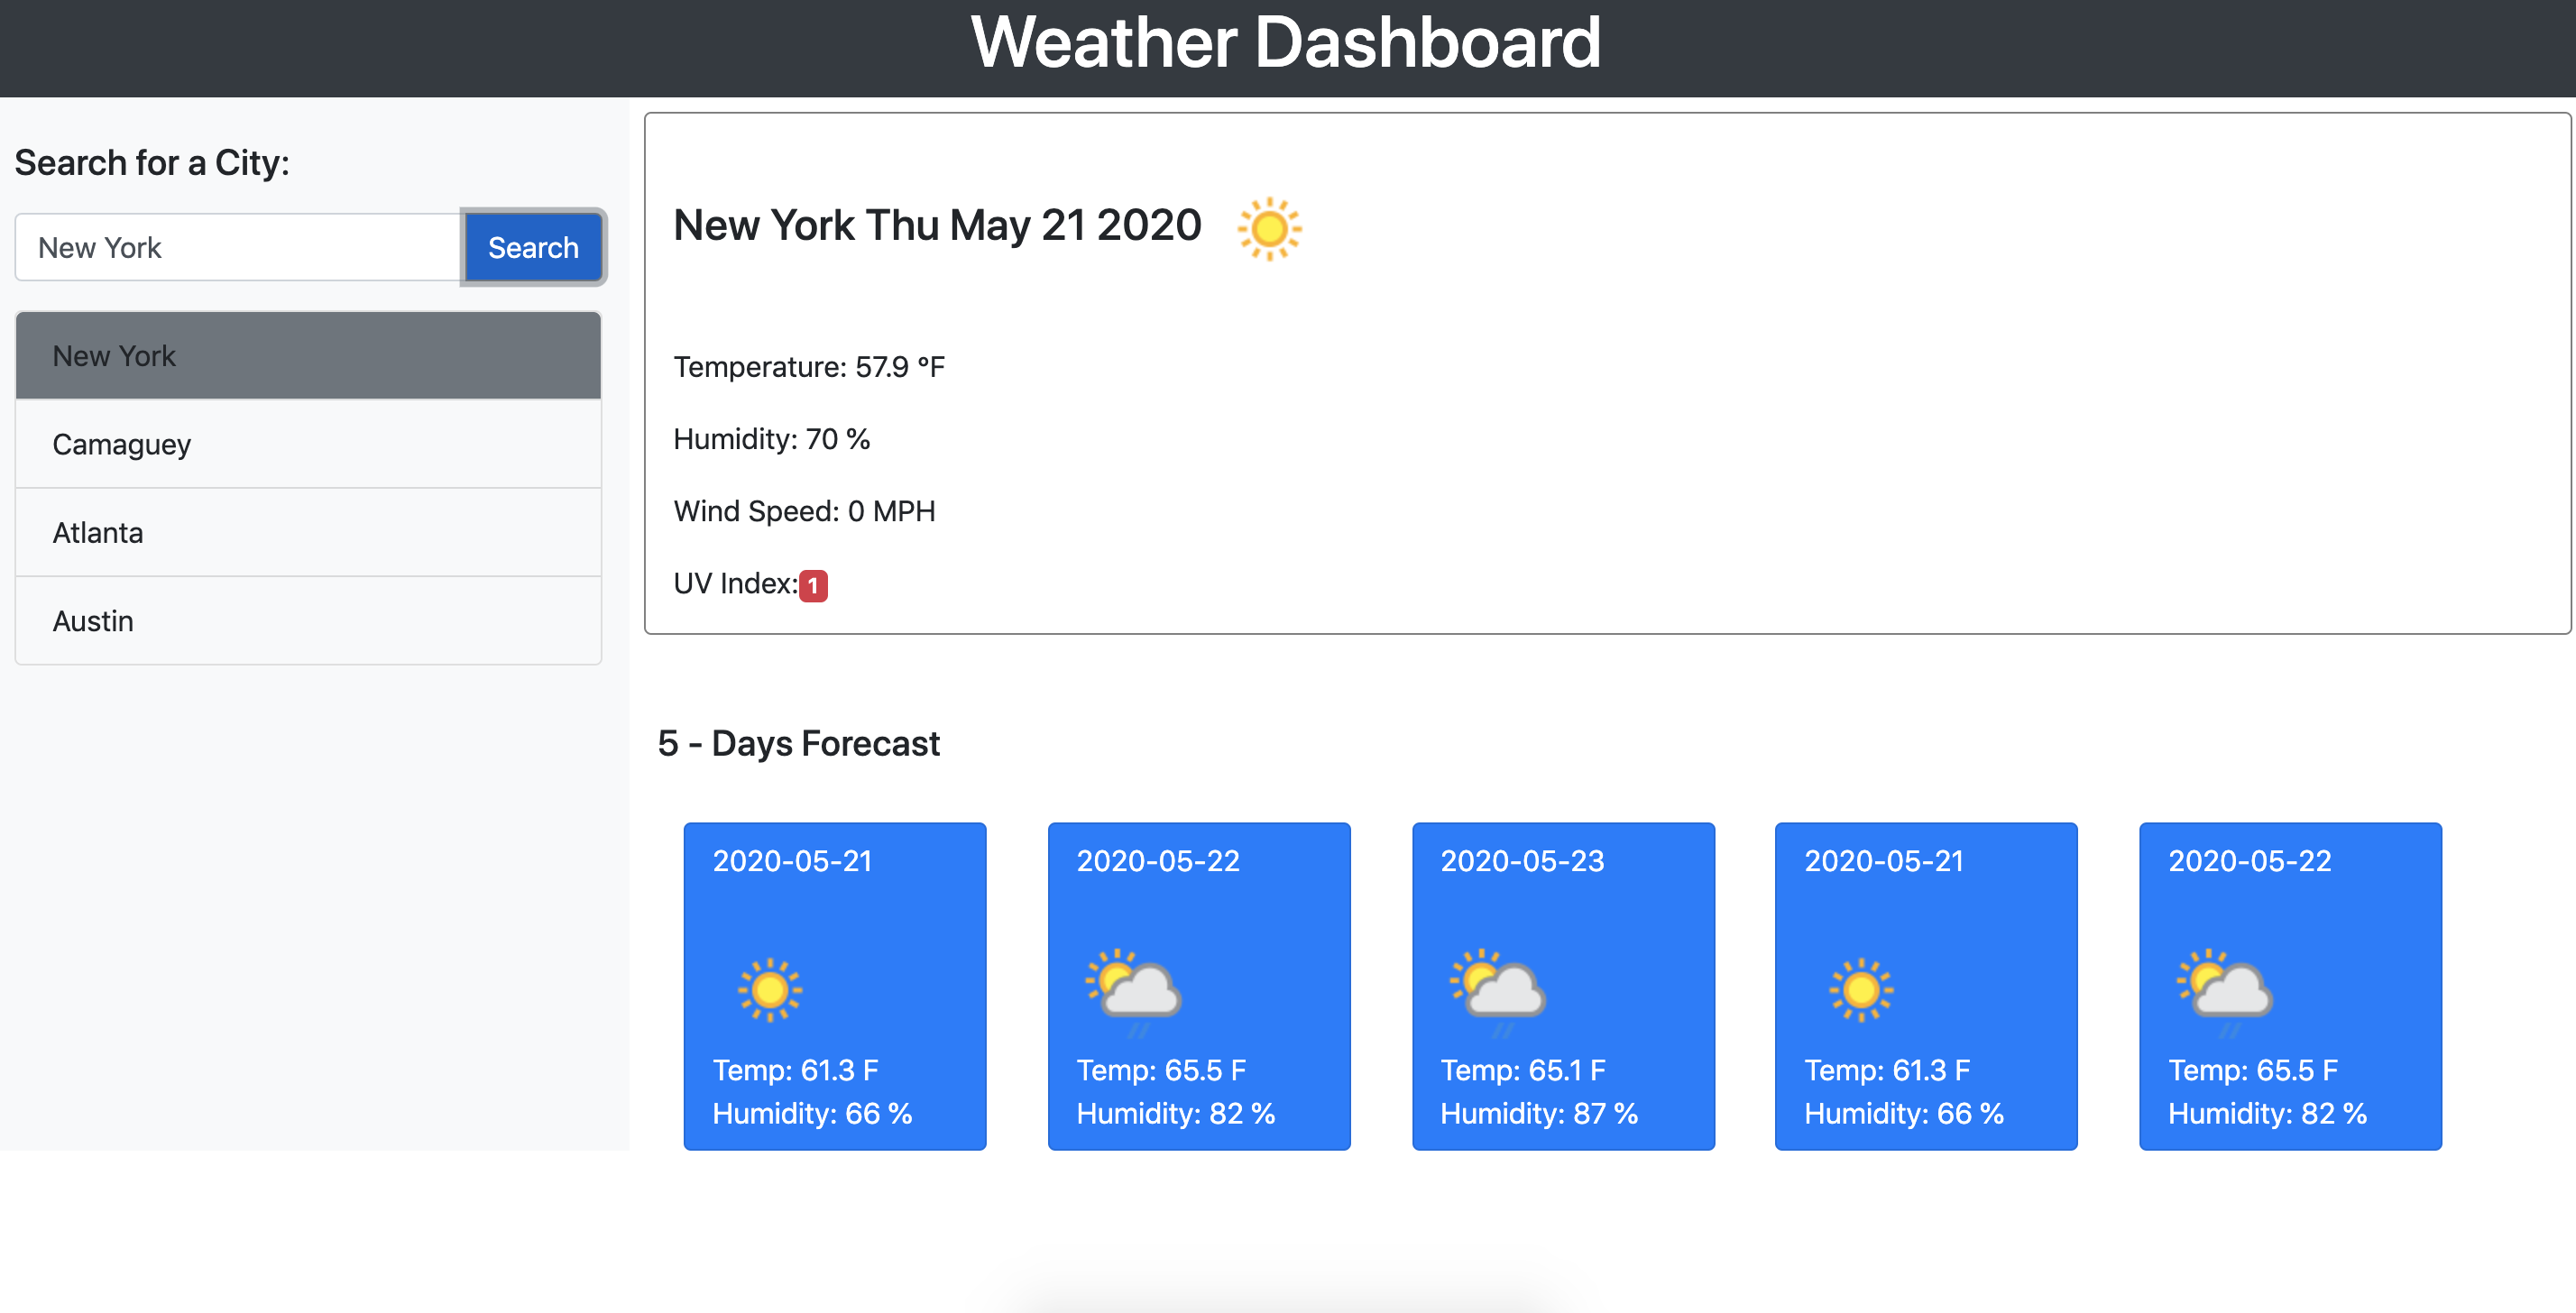 Weather Dashboard
Search for a City:
New York
Search
New York
Camaguey
Atlanta
Austin
New York Thu May 21 2020
Temperature: 57.9 °F
Humidity: 70 %
Wind Speed: 0 MPH
UV Index:1
5 - Days Forecast
2020-05-21
Temp: 61.3 F
Humidity: 66 %
2020-05-22
Temp: 65.5 F
Humidity: 82 %
2020-05-23
Temp: 65.1 F
Humidity: 87 %
2020-05-21
Temp: 61.3 F
Humidity: 66 %
2020-05-22
Temp: 65.5 F
Humidity: 82 %